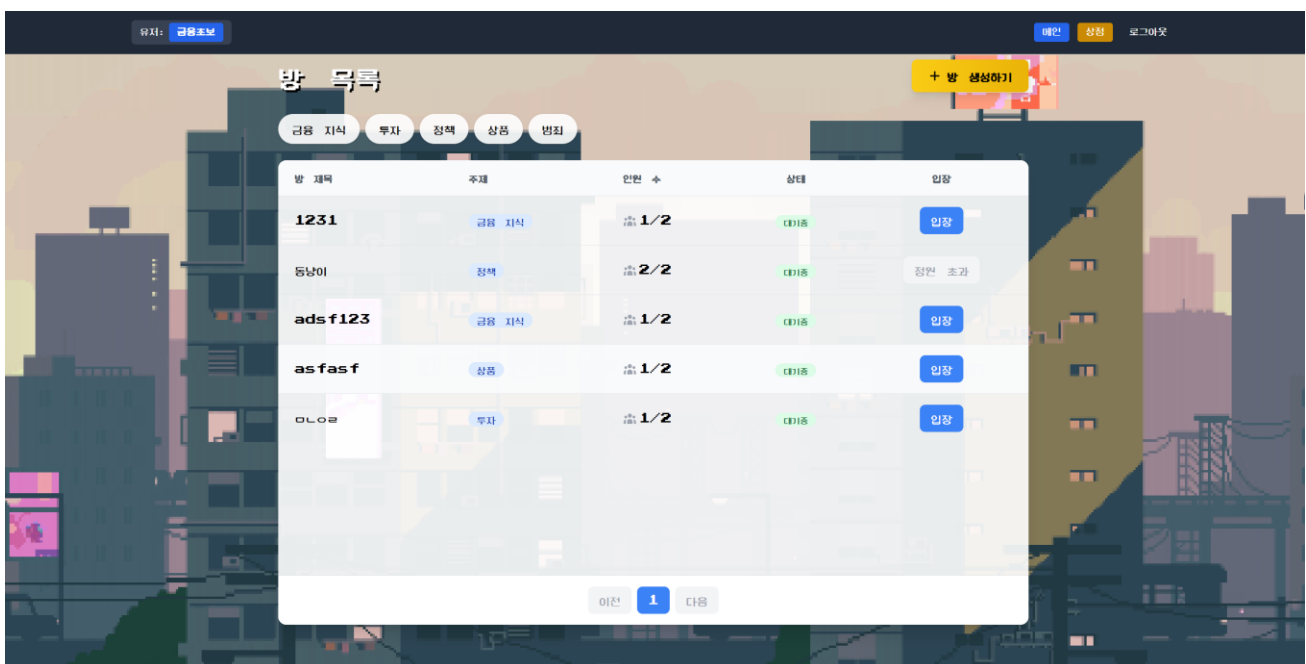 유저: 금융초보 메인 상점 로그아웃
방 목록 + 방 생성하기
금융 지식 투자 정책 상품 범죄
방 제목 주제 인원 상태 입장
1231 금융 지식 1/2 대기중 입장
동냥이 정책 2/2 대기중 정원 초과
adsf123 금융 지식 1/2 대기중 입장
asfasf 상품 1/2 대기중 입장
ㅁㄴㅇㄹ 투자 1/2 대기중 입장
이전 1 다음